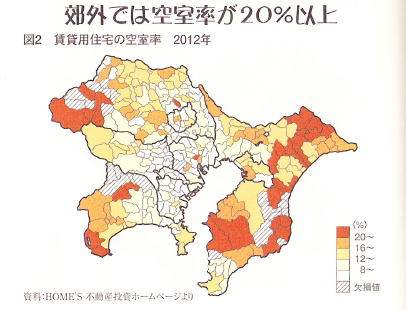 郊外では空室率が20%以上
図2 賃貸用住宅の空室率 2012年
(%)
20〜
16〜
12〜
8〜
欠損値
資料:HOME'S 不動産投資ホームページより